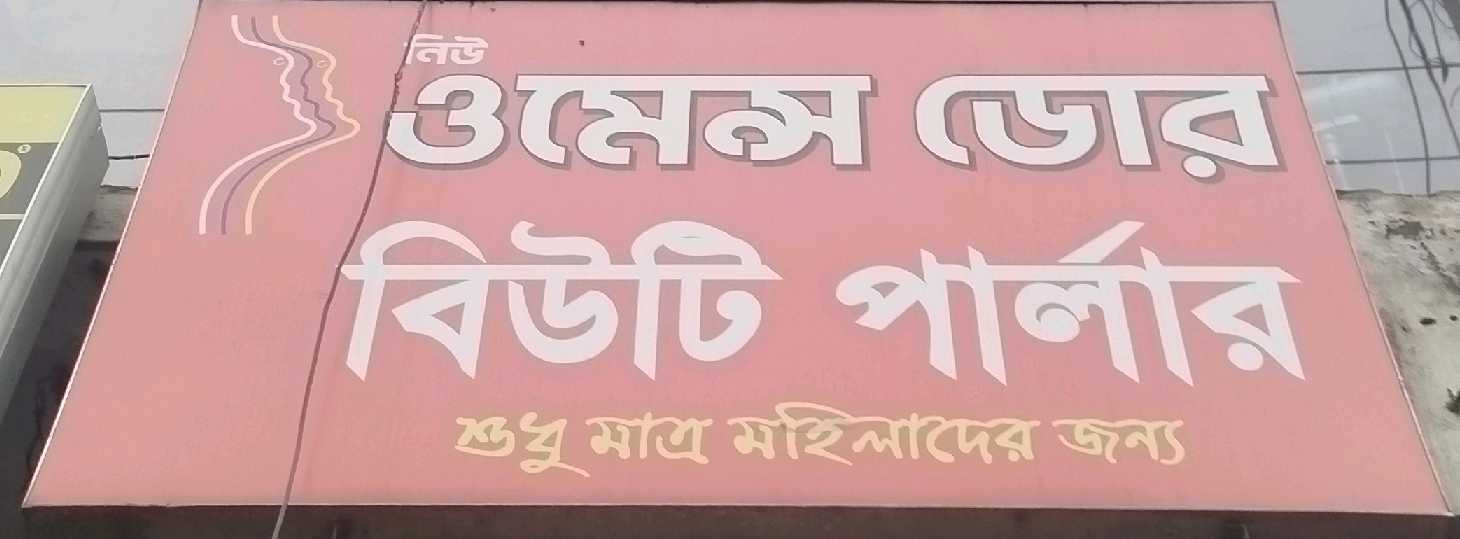 নিউ
ওমেন্স ডোর
বিউটি পার্লার
শুধু মাত্র মহিলাদের জন্য